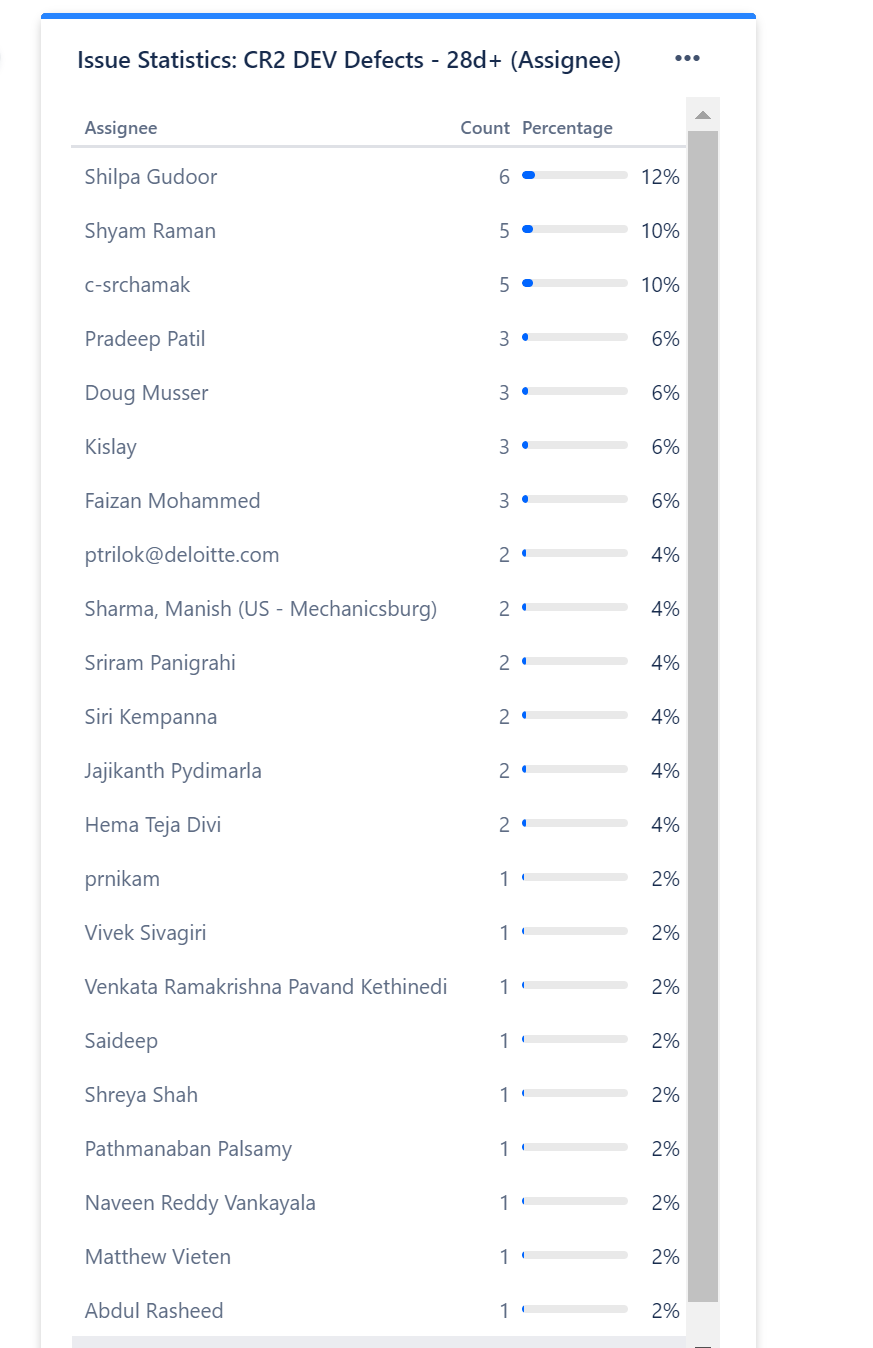 Issue Statistics: CR2 DEV Defects - 28d+ (Assignee)
Assignee Count Percentage
Shilpa Gudoor 6 12%
Shyam Raman 5 10%
c-srchamak 5 10%
Pradeep Patil 3 6%
Doug Musser 3 6%
Kislay 3 6%
Faizan Mohammed 3 6%
ptrilok@deloitte.com 2 4%
Sharma, Manish (US - Mechanicsburg) 2 4%
Sriram Panigrahi 2 4%
Siri Kempanna 2 4%
Jajikanth Pydimarla 2 4%
Hema Teja Divi 2 4%
prnikam 1 2%
Vivek Sivagiri 1 2%
Venkata Ramakrishna Pavand Kethinedi 1 2%
Saideep 1 2%
Shreya Shah 1 2%
Pathmanaban Palsamy 1 2%
Naveen Reddy Vankayala 1 2%
Matthew Vieten 1 2%
Abdul Rasheed 1 2%